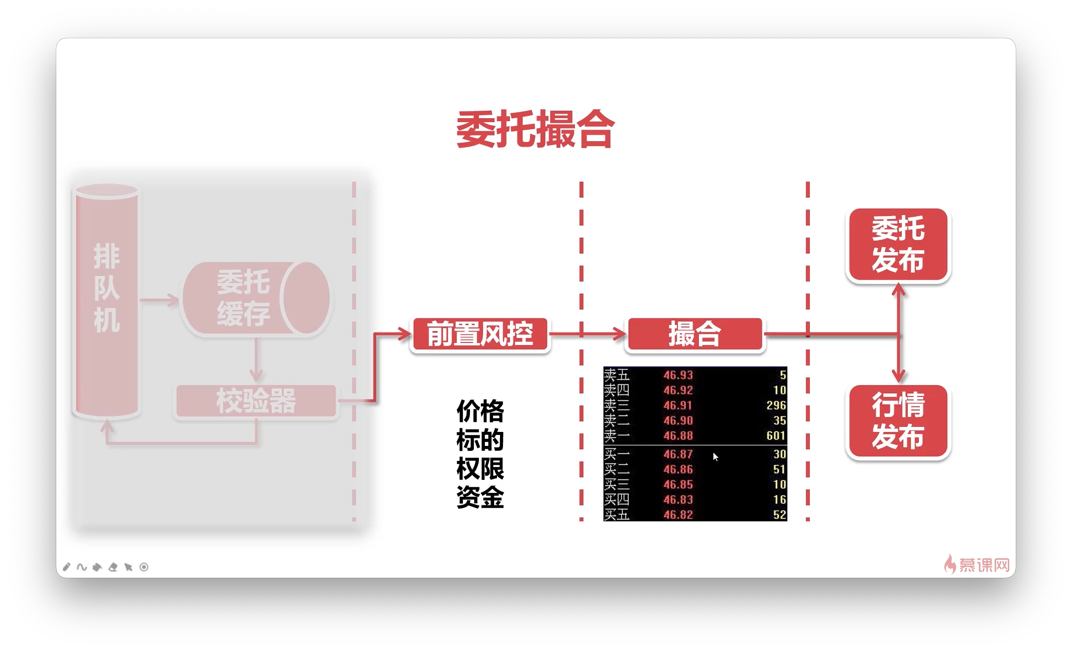 委托撮合
排
队
机
委托
缓存
校验器
前置风控
价格
标的
权限
资金
撮合
卖五 46.93 5
卖四 46.92 10
卖三 46.91 296
卖二 46.90 35
卖一 46.88 601
买一 46.87 30
买二 46.86 51
买三 46.85 10
买四 46.83 16
买五 46.82 52
委托
发布
行情
发布
慕课网